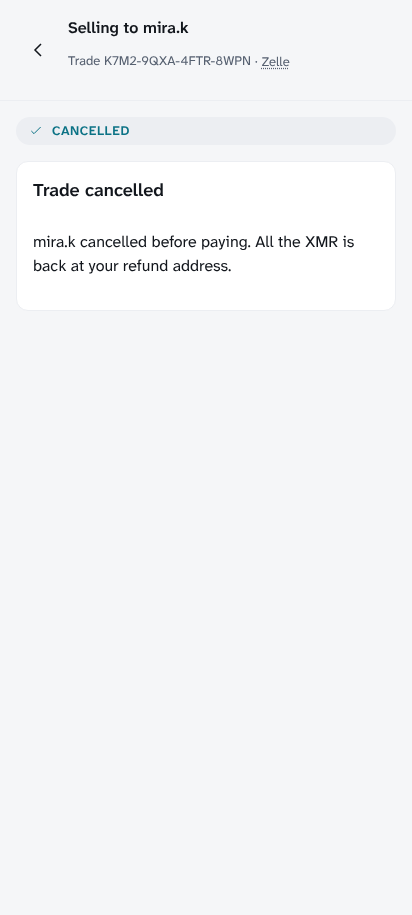 Selling to mira.k
Trade K7M2-9QXA-4FTR-8WPN · Zelle
CANCELLED
Trade cancelled
mira.k cancelled before paying. All the XMR is
back at your refund address.